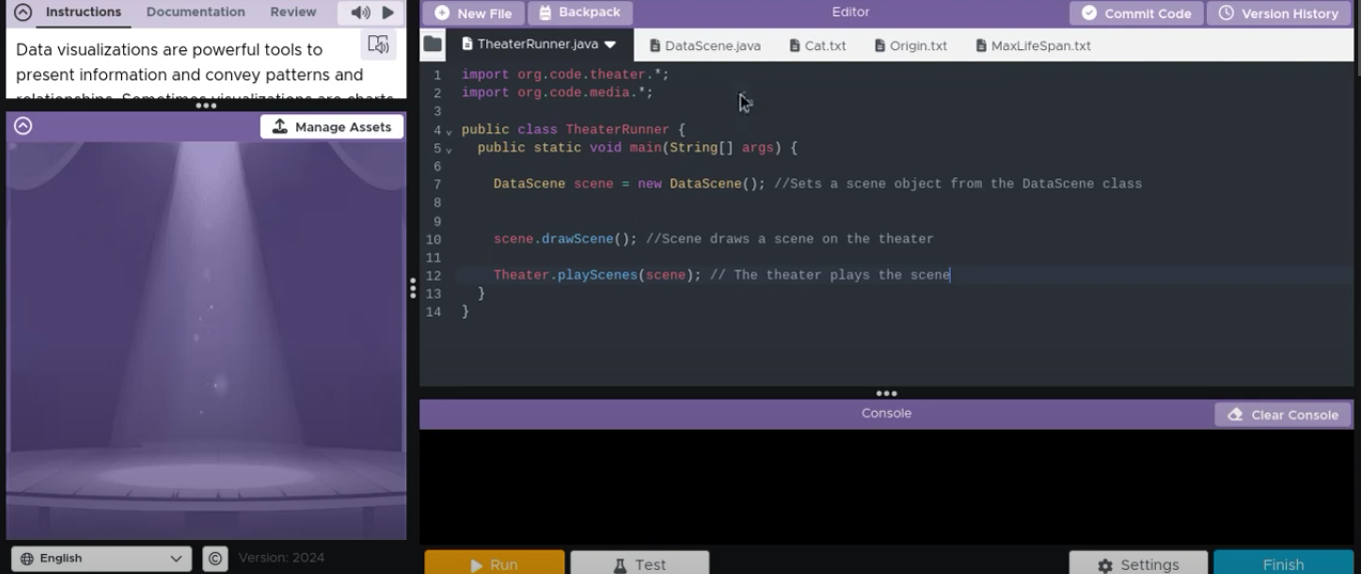 Instructions Documentation Review
Data visualizations are powerful tools to
present information and convey patterns and
relationships. Sometimes visualizations are charts
Manage Assets
English
Version: 2024
New File Backpack Editor Commit Code Version History
TheaterRunner.java DataScene.java Cat.txt Origin.txt MaxLifeSpan.txt
1 import org.code.theater.*;
2 import org.code.media.*;
3
4 public class TheaterRunner {
5 public static void main(String[] args) {
6
7 DataScene scene = new DataScene(); //Sets a scene object from the DataScene class
8
9
10 scene.drawScene(); //Scene draws a scene on the theater
11
12 Theater.playScenes(scene); // The theater plays the scene
13 }
14 }
Console Clear Console
Run Test Settings Finish